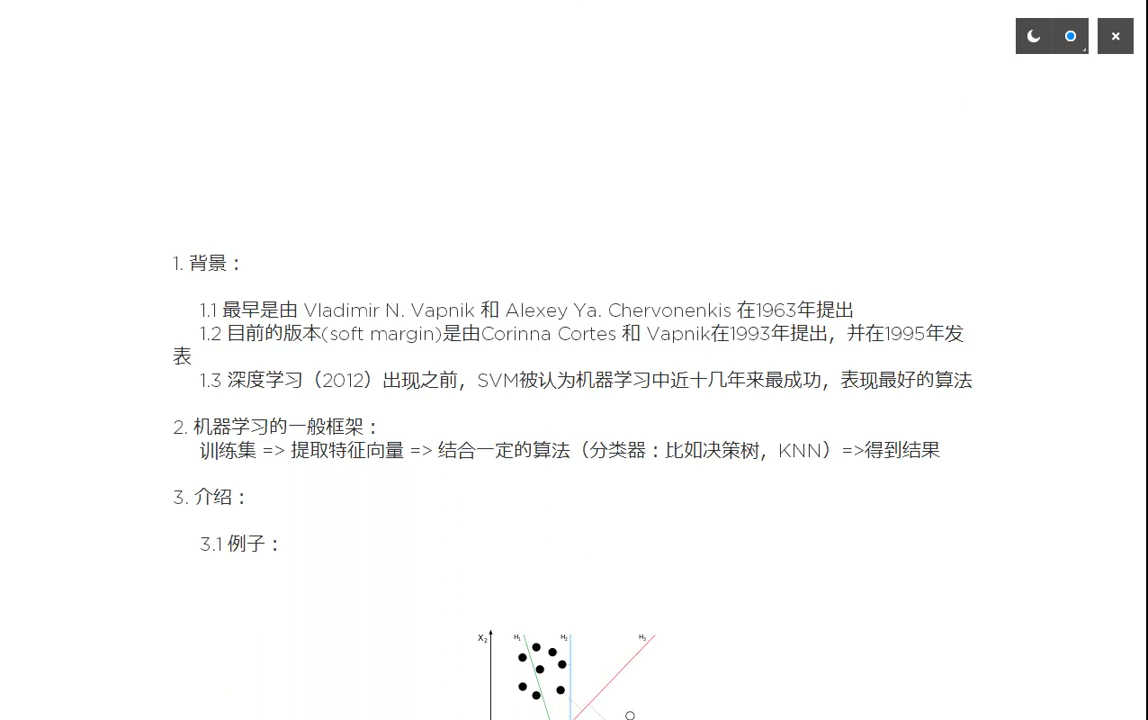 1. 背景：
1.1 最早是由 Vladimir N. Vapnik 和 Alexey Ya. Chervonenkis 在1963年提出
1.2 目前的版本(soft margin)是由Corinna Cortes 和 Vapnik在1993年提出，并在1995年发
表
1.3 深度学习（2012）出现之前，SVM被认为机器学习中近十几年来最成功，表现最好的算法
2. 机器学习的一般框架：
训练集 => 提取特征向量 => 结合一定的算法（分类器：比如决策树，KNN）=>得到结果
3. 介绍：
3.1 例子：
X2 H1 H2 H3